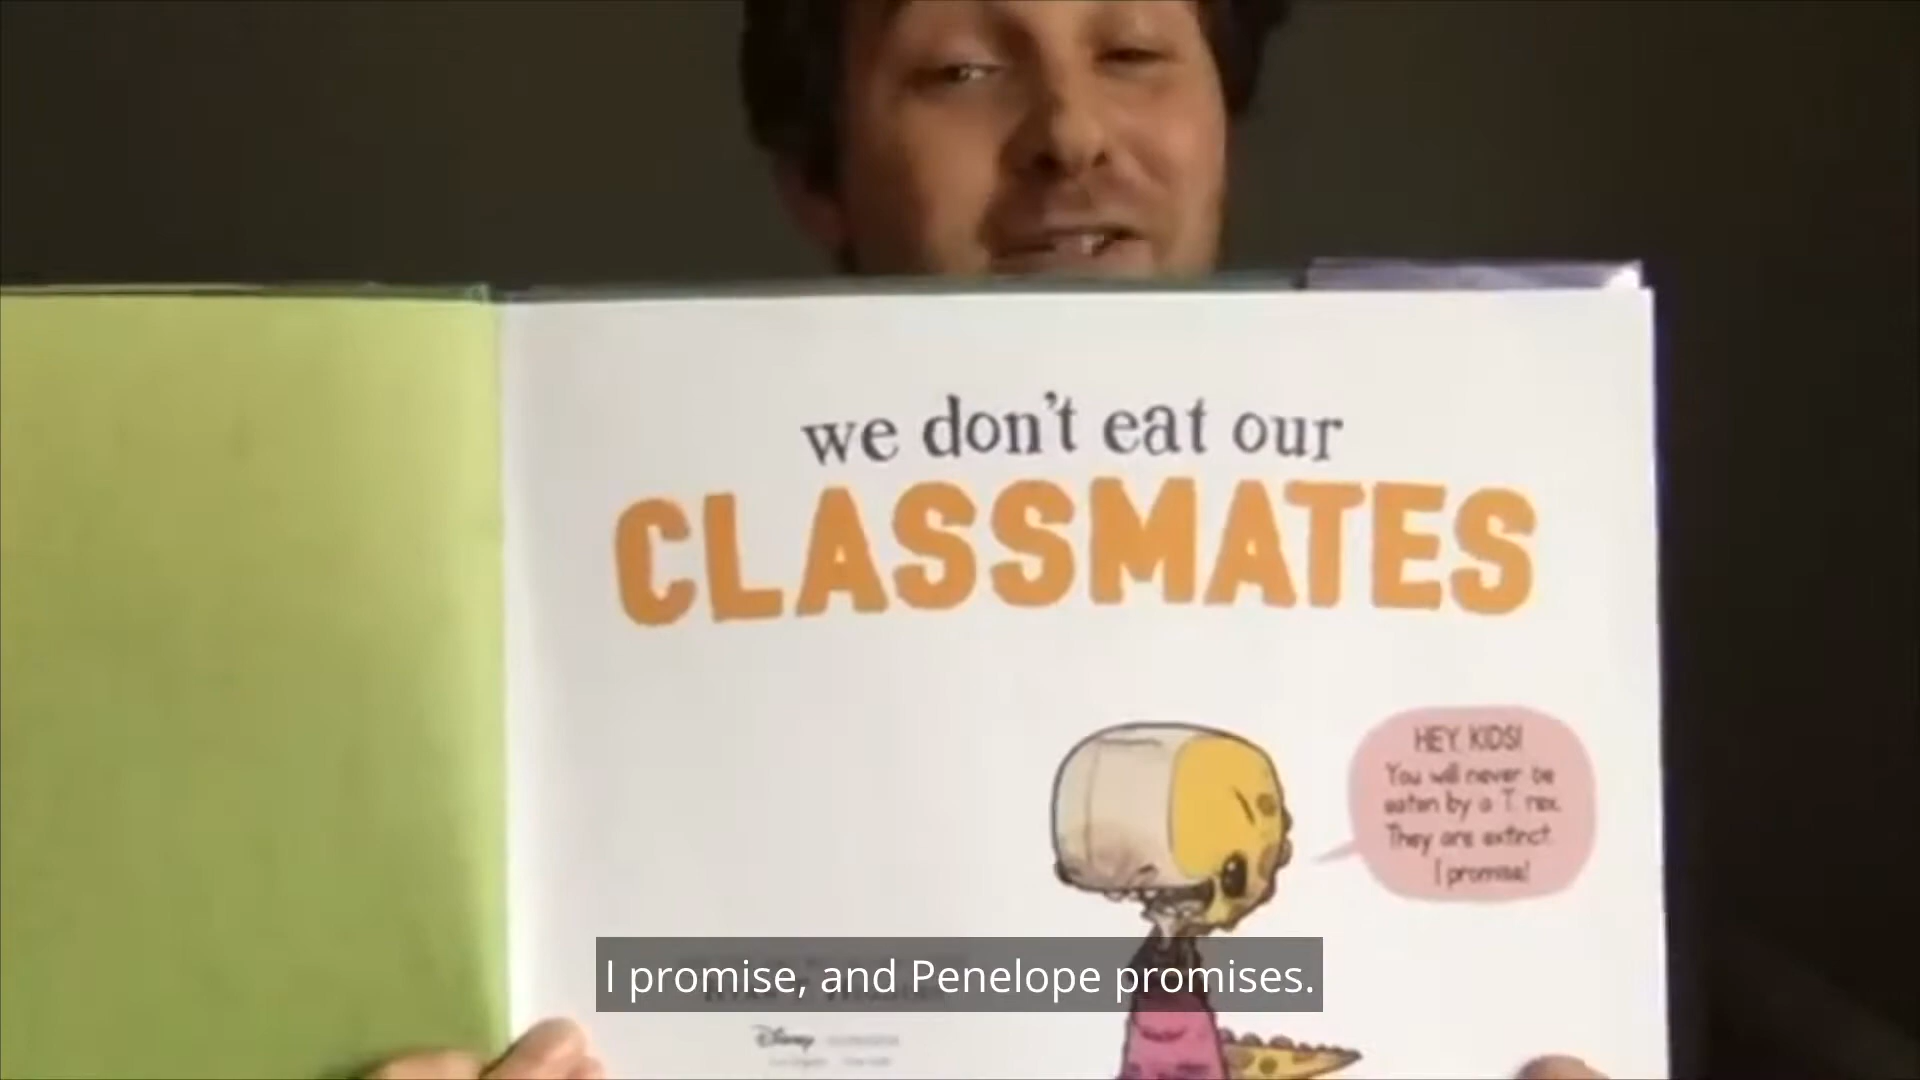 we don't eat our
CLASSMATES
HEY, KIDS!
You will never be
eaten by a T. rex.
They are extinct.
I promise!
I promise, and Penelope promises.
Disney